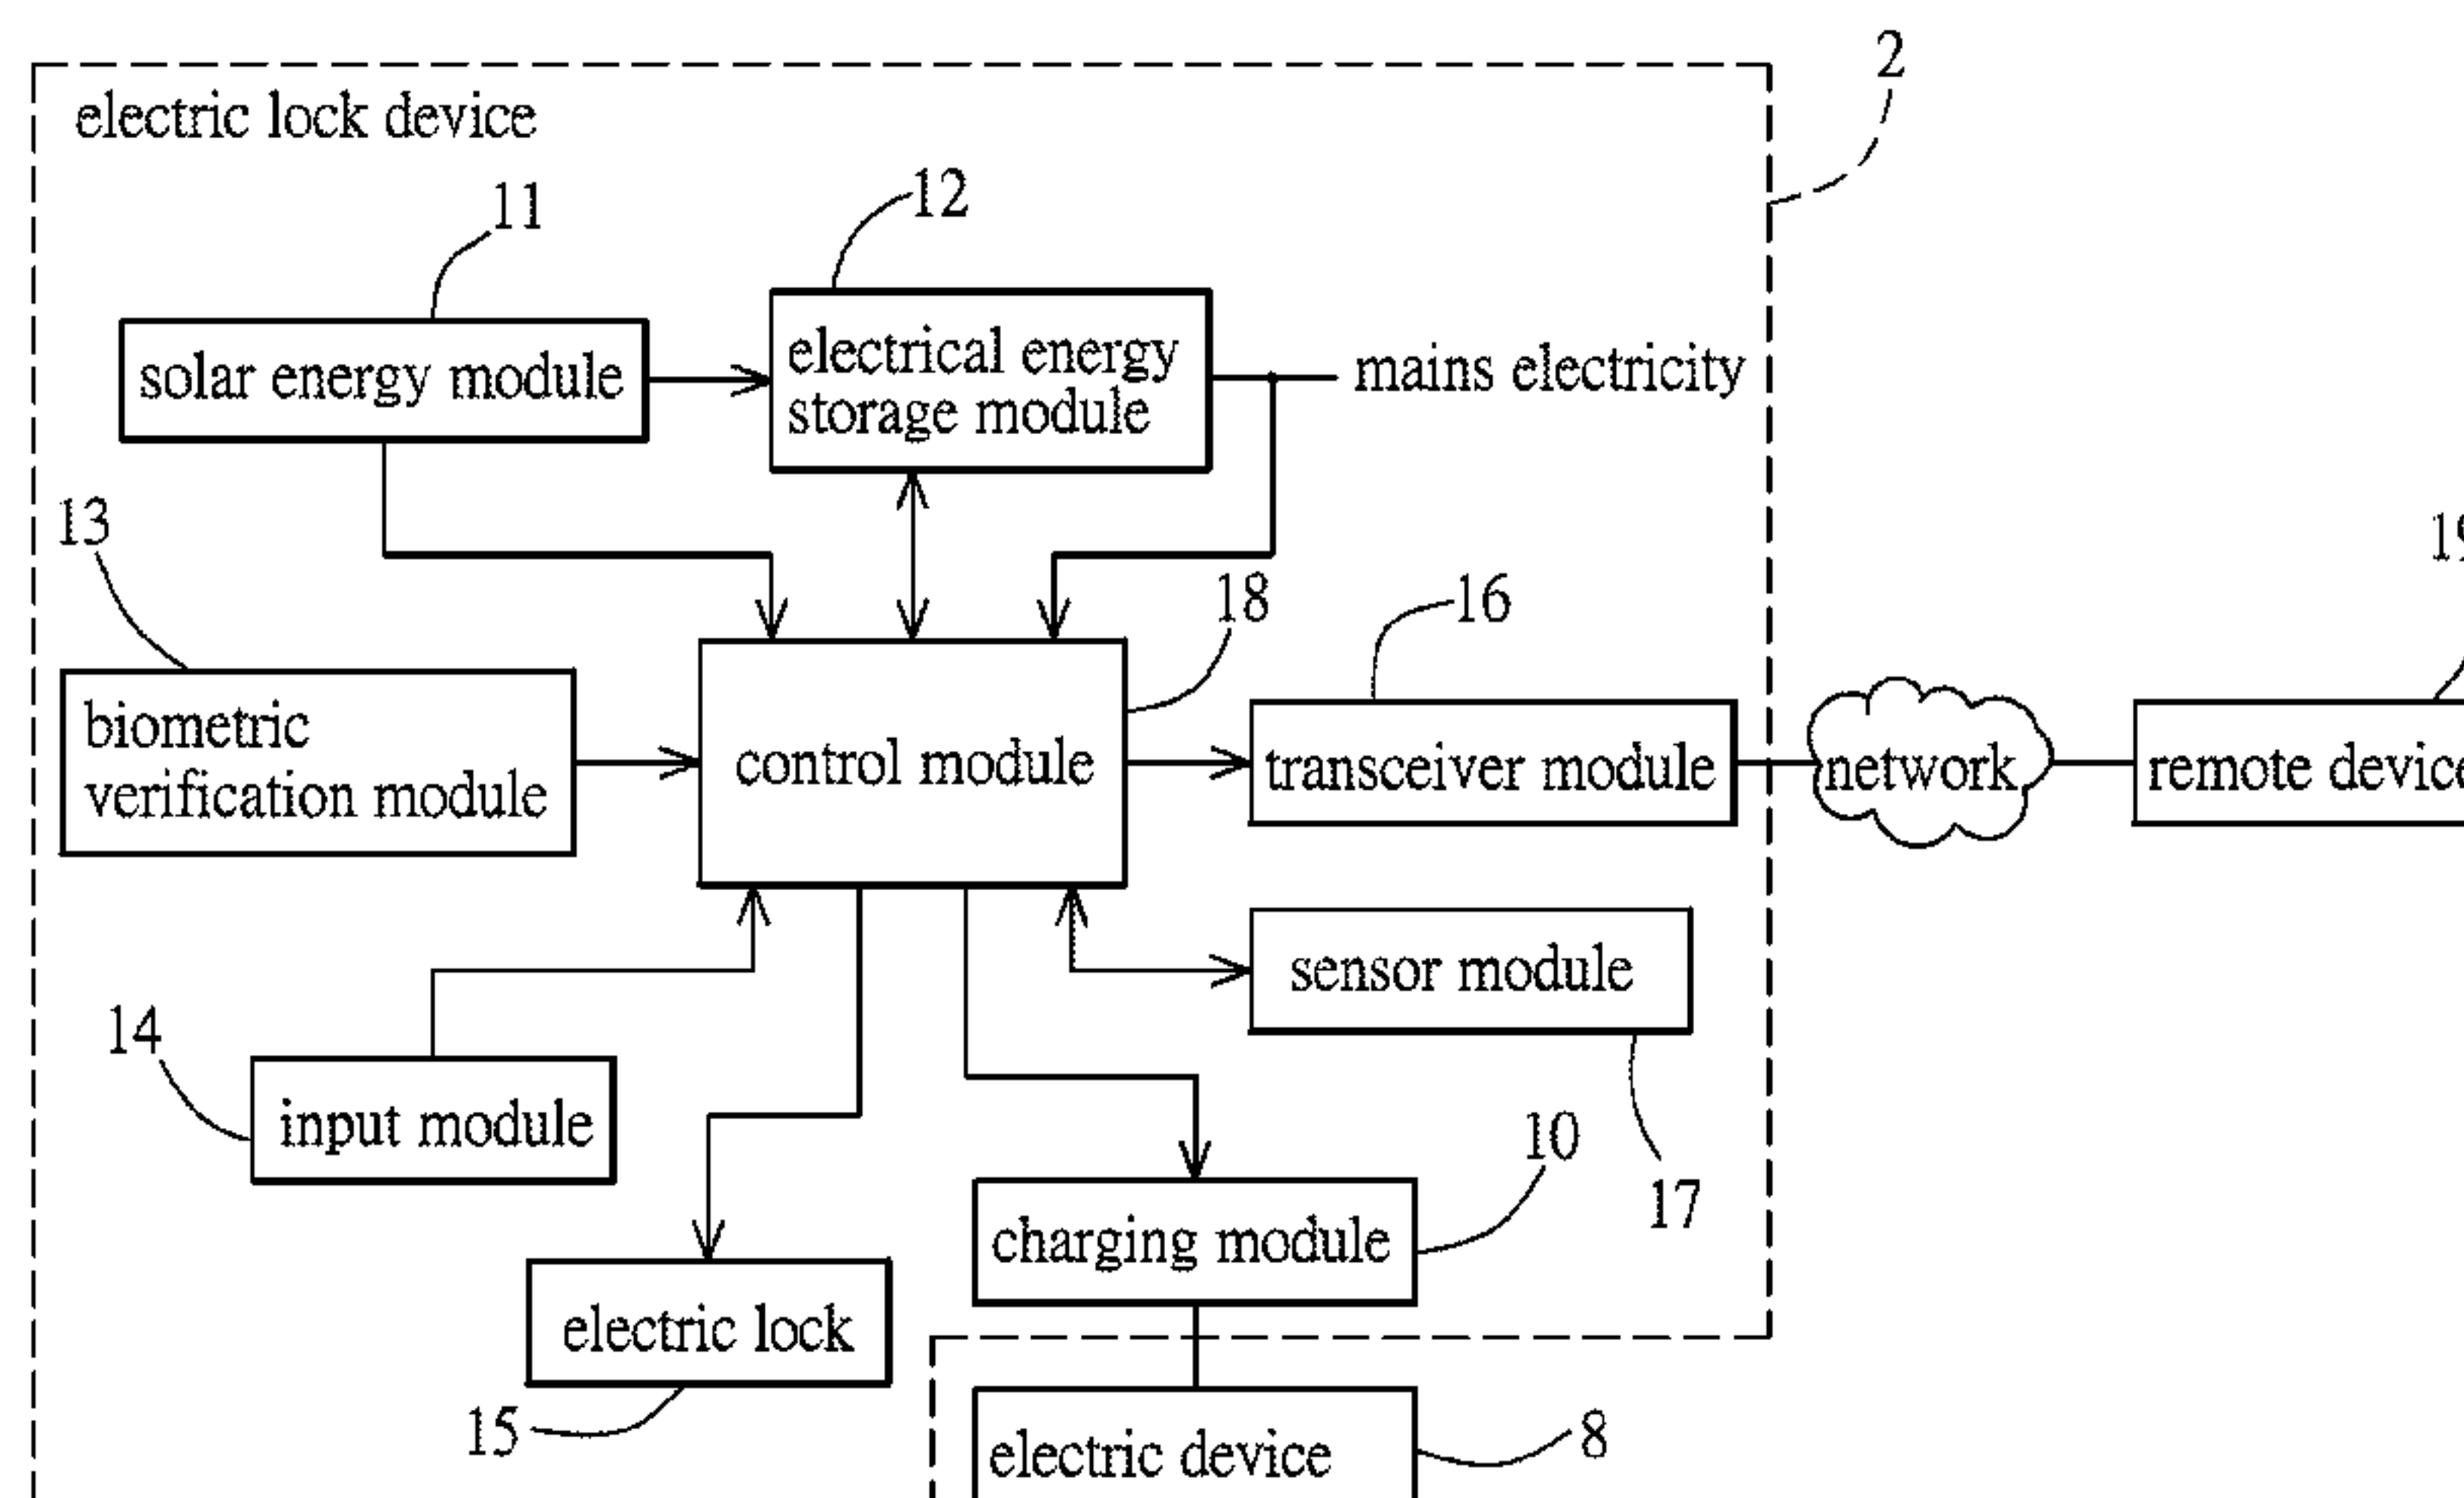 2
electric lock device
11
12
solar energy module
electrical energy
storage module
mains electricity
13
18
16
biometric
verification module
control module
transceiver module
network
remote device
sensor module
14
input module
10
17
charging module
electric lock
15
electric device
8